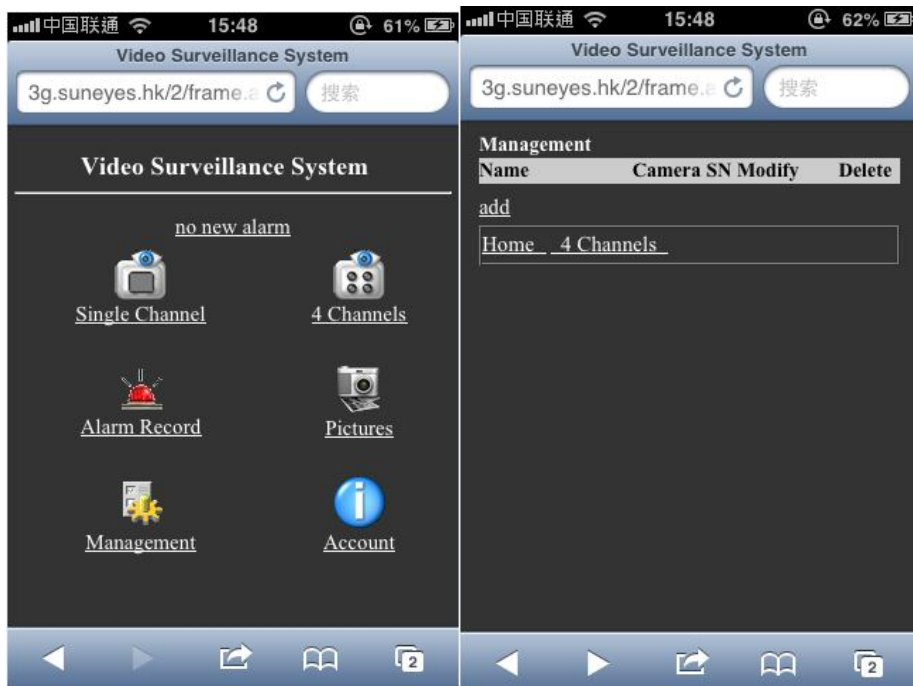 中国联通 15:48 61%
Video Surveillance System
3g.suneyes.hk/2/frame.a 搜索
Video Surveillance System
no new alarm
Single Channel 4 Channels
Alarm Record Pictures
Management Account
2
中国联通 15:48 62%
Video Surveillance System
3g.suneyes.hk/2/frame.a 搜索
Management
Name Camera SN Modify Delete
add
Home 4 Channels
2